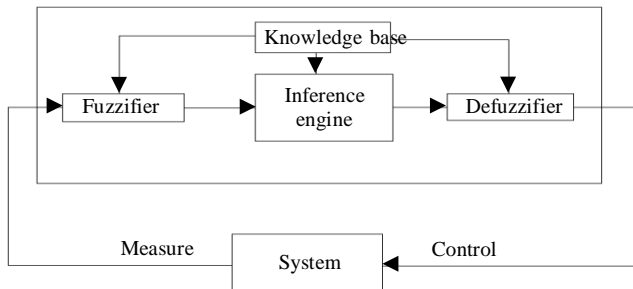 Knowledge base
Fuzzifier
Inference
engine
Defuzzifier
Measure
System
Control